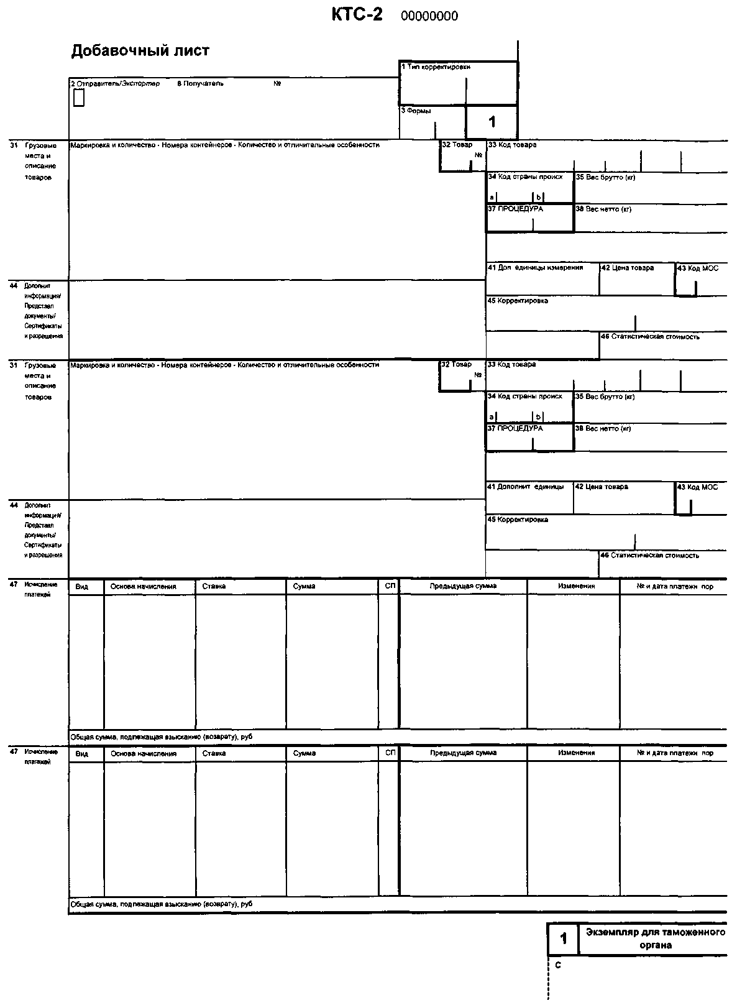 КТС-2 00000000
Добавочный лист
1 Тип корректировки
2 Отправитель/Экспортер 8 Получатель №
3 Формы
1
31 Грузовые места и описание товаров
Маркировка и количество - Номера контейнеров - Количество и отличительные особенности
32 Товар №
33 Код товара
34 Код страны происх
a b
35 Вес брутто (кг)
37 ПРОЦЕДУРА
38 Вес нетто (кг)
41 Доп единицы измерения
42 Цена товара
43 Код МОС
44 Дополнит информация/ Представл документы/ Сертификаты и разрешения
45 Корректировка
46 Статистическая стоимость
31 Грузовые места и описание товаров
Маркировка и количество - Номера контейнеров - Количество и отличительные особенности
32 Товар №
33 Код товара
34 Код страны происх
a b
35 Вес брутто (кг)
37 ПРОЦЕДУРА
38 Вес нетто (кг)
41 Дополнит единицы
42 Цена товара
43 Код МОС
44 Дополнит информация/ Представл документы/ Сертификаты и разрешения
45 Корректировка
46 Статистическая стоимость
47 Исчисление платежей
Вид Основа начисления Ставка Сумма СП Предыдущая сумма Изменения № и дата платежн пор
Общая сумма, подлежащая взысканию (возврату), руб
47 Исчисление платежей
Вид Основа начисления Ставка Сумма СП Предыдущая сумма Изменения № и дата платежн пор
Общая сумма, подлежащая взысканию (возврату), руб
1 Экземпляр для таможенного
органа
С